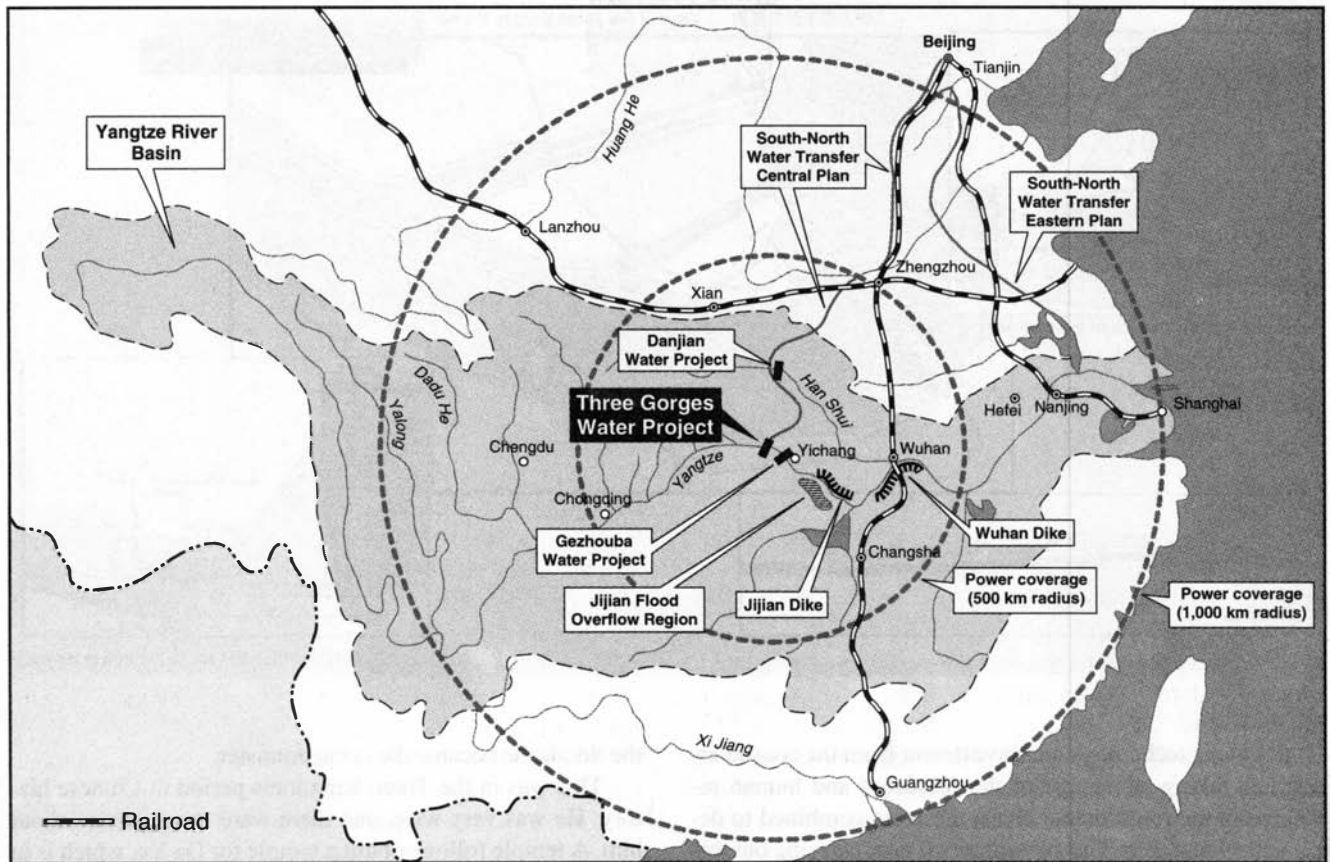 Beijing
Tianjin
Yangtze River
Basin
Huang He
South-North
Water Transfer
Central Plan
South-North
Water Transfer
Eastern Plan
Lanzhou
Zhengzhou
Xian
Danjian
Water Project
Han Shui
Dadu He
Yalong
Three Gorges
Water Project
Hefei
Nanjing
Shanghai
Chengdu
Yangtze
Yichang
Wuhan
Chongqing
Gezhouba
Water Project
Wuhan Dike
Changsha
Jijian Flood
Overflow Region
Jijian Dike
Power coverage
(500 km radius)
Power coverage
(1,000 km radius)
Xi Jiang
Guangzhou
Railroad